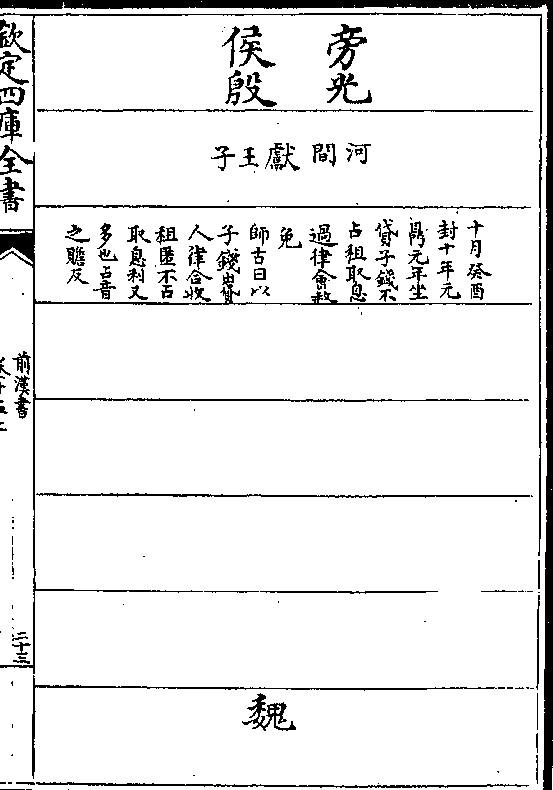 旁光
侯殷
河間獻王子
十月癸酉
封十年元
鼎元年坐
貸子錢不
占租取息
過律會赦
免
師古曰以
子錢出貸
人律合收
租匿不占
取息利又
多也占音
之贍反
魏
欽定四庫全書
前漢書
二十三